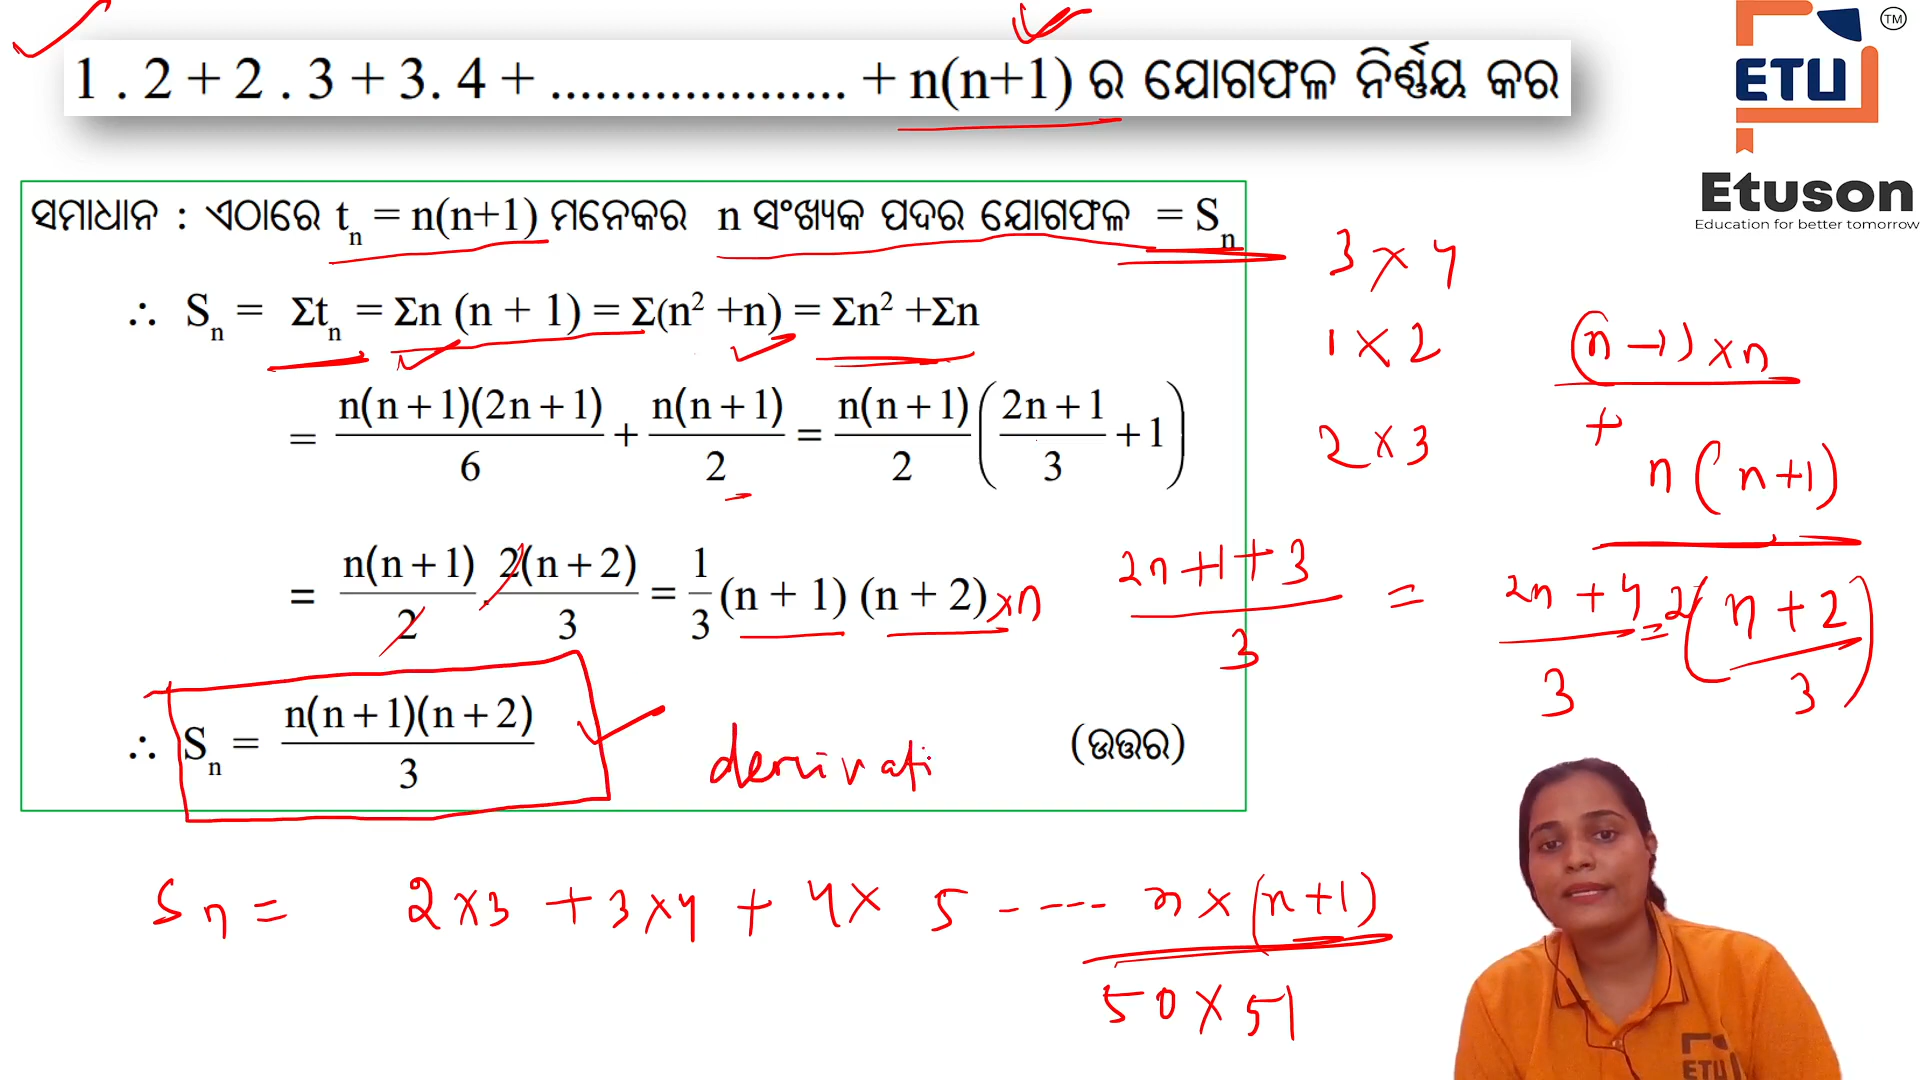 1 . 2 + 2 . 3 + 3. 4 + .................... + n(n+1) ର ଯୋଗଫଳ ନିର୍ଣ୍ଣୟ କର
ETU
TM
Etuson
Education for better tomorrow
ସମାଧାନ : ଏଠାରେ tₙ = n(n+1) ମନେକର n ସଂଖ୍ୟକ ପଦର ଯୋଗଫଳ = Sₙ
∴ Sₙ = Σtₙ = Σn (n + 1) = Σ(n² +n) = Σn² +Σn
= n(n+1)(2n+1)/6 + n(n+1)/2 = n(n+1)/2 ((2n+1)/3 +1)
= n(n+1)/2 . 2(n+2)/3 = 1/3 (n + 1) (n + 2) ×n
∴ Sₙ = n(n+1)(n+2)/3
(ଉତ୍ତର)
derivati
3 × 4
1 × 2
2 × 3
(n-1) × n
+
n (n+1)
2n+1+3/3 = 2n+4/3 = 2(n+2/3)
Sn = 2×3 + 3×4 + 4× 5 ----- n × (n+1)
50 × 51
ETU